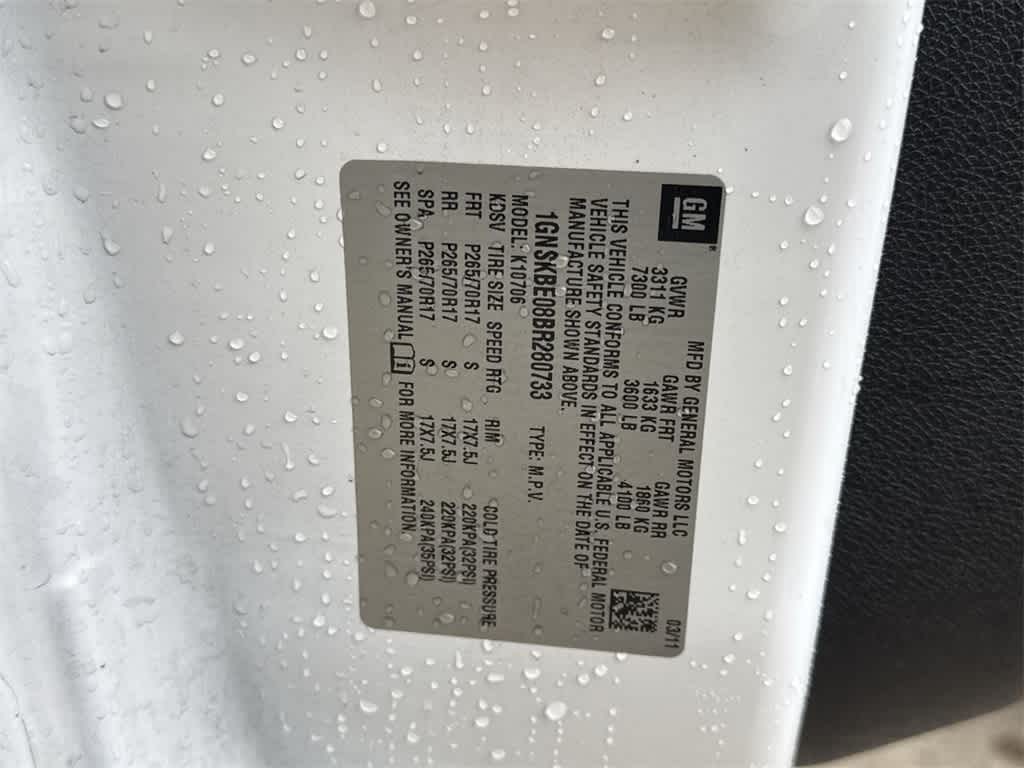 GM®
MFD BY GENERAL MOTORS LLC 03/11
GVWR GAWR FRT GAWR RR
3311 KG 1633 KG 1860 KG
7300 LB 3600 LB 4100 LB
THIS VEHICLE CONFORMS TO ALL APPLICABLE U.S. FEDERAL MOTOR
VEHICLE SAFETY STANDARDS IN EFFECT ON THE DATE OF
MANUFACTURE SHOWN ABOVE.
1GNSKBE08BR280733 TYPE: M.P.V.
MODEL: K10706
KDSV TIRE SIZE SPEED RTG RIM COLD TIRE PRESSURE
FRT P265/70R17 S 17X7.5J 220KPA(32PSI)
RR P265/70R17 S 17X7.5J 220KPA(32PSI)
SPA P265/70R17 S 17X7.5J 240KPA(35PSI)
SEE OWNER'S MANUAL FOR MORE INFORMATION.